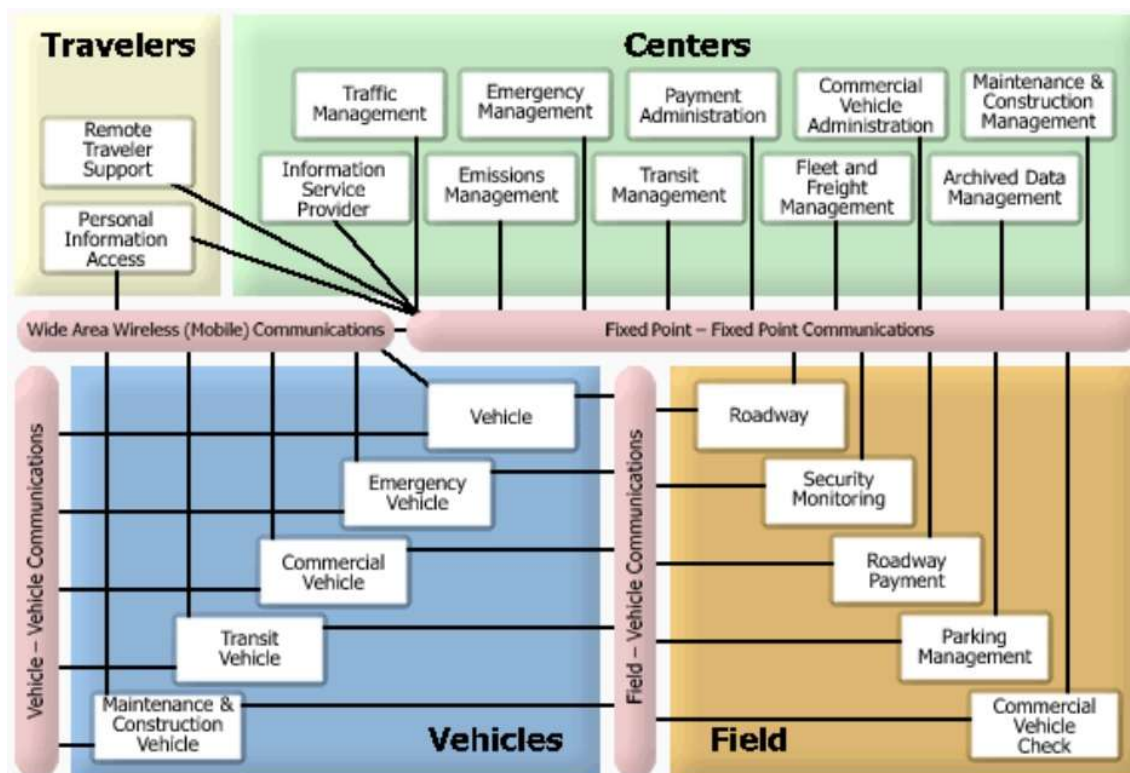 Travelers
Remote
Traveler
Support
Personal
Information
Access
Centers
Traffic
Management
Emergency
Management
Payment
Administration
Commercial
Vehicle
Administration
Maintenance &
Construction
Management
Information
Service
Provider
Emissions
Management
Transit
Management
Fleet and
Freight
Management
Archived Data
Management
Wide Area Wireless (Mobile) Communications
Fixed Point – Fixed Point Communications
Vehicle – Vehicle Communications
Vehicle
Emergency
Vehicle
Commercial
Vehicle
Transit
Vehicle
Maintenance &
Construction
Vehicle
Vehicles
Field – Vehicle Communications
Roadway
Security
Monitoring
Roadway
Payment
Parking
Management
Commercial
Vehicle
Check
Field